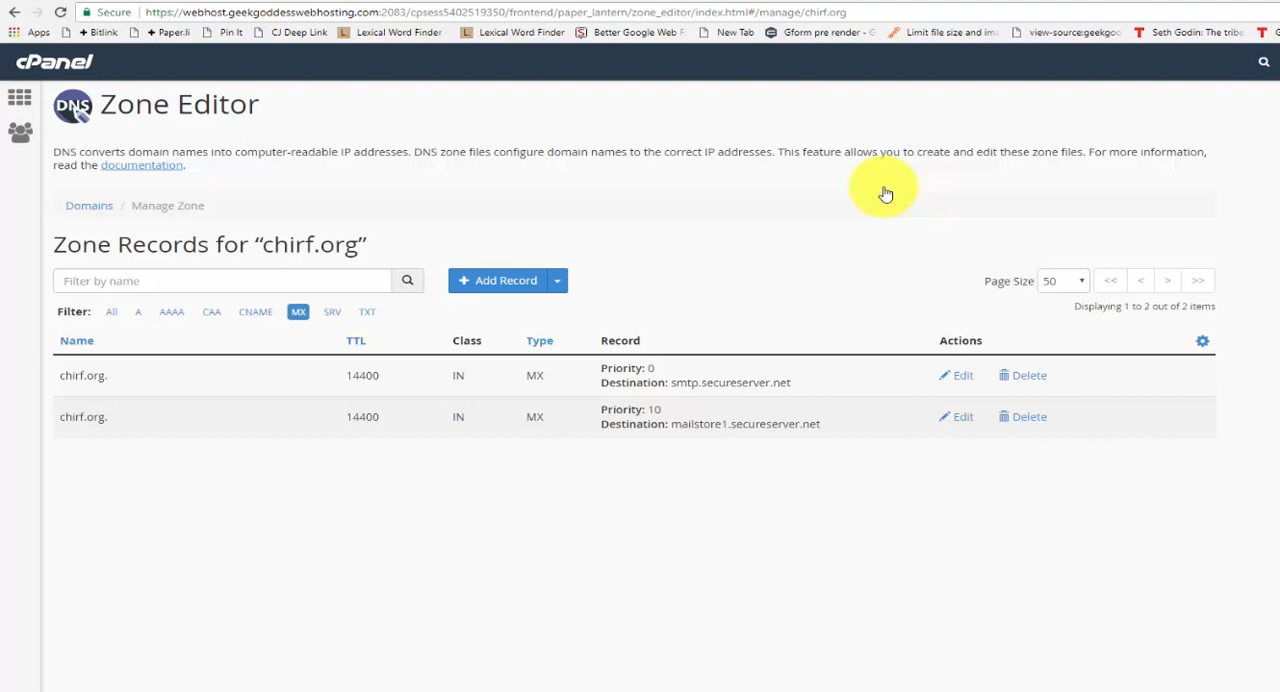 Secure https://webhost.geekgoddesswebhosting.com:2083/cpsess5402519350/frontend/paper_lantern/zone_editor/index.html#/manage/chirf.org
Apps + Bitlink + Paper.li Pin It CJ Deep Link L Lexical Word Finder L Lexical Word Finder Better Google Web F New Tab Gform pre render - G Limit file size and ima view-source:geekgod T Seth Godin: The tribe T
cPanel
DNS Zone Editor
DNS converts domain names into computer-readable IP addresses. DNS zone files configure domain names to the correct IP addresses. This feature allows you to create and edit these zone files. For more information,
read the documentation.
Domains / Manage Zone
Zone Records for “chirf.org”
Filter by name + Add Record Page Size 50 << < > >>
Displaying 1 to 2 out of 2 items
Filter: All A AAAA CAA CNAME MX SRV TXT
Name TTL Class Type Record Actions
chirf.org. 14400 IN MX Priority: 0 Edit Delete
Destination: smtp.secureserver.net
chirf.org. 14400 IN MX Priority: 10 Edit Delete
Destination: mailstore1.secureserver.net